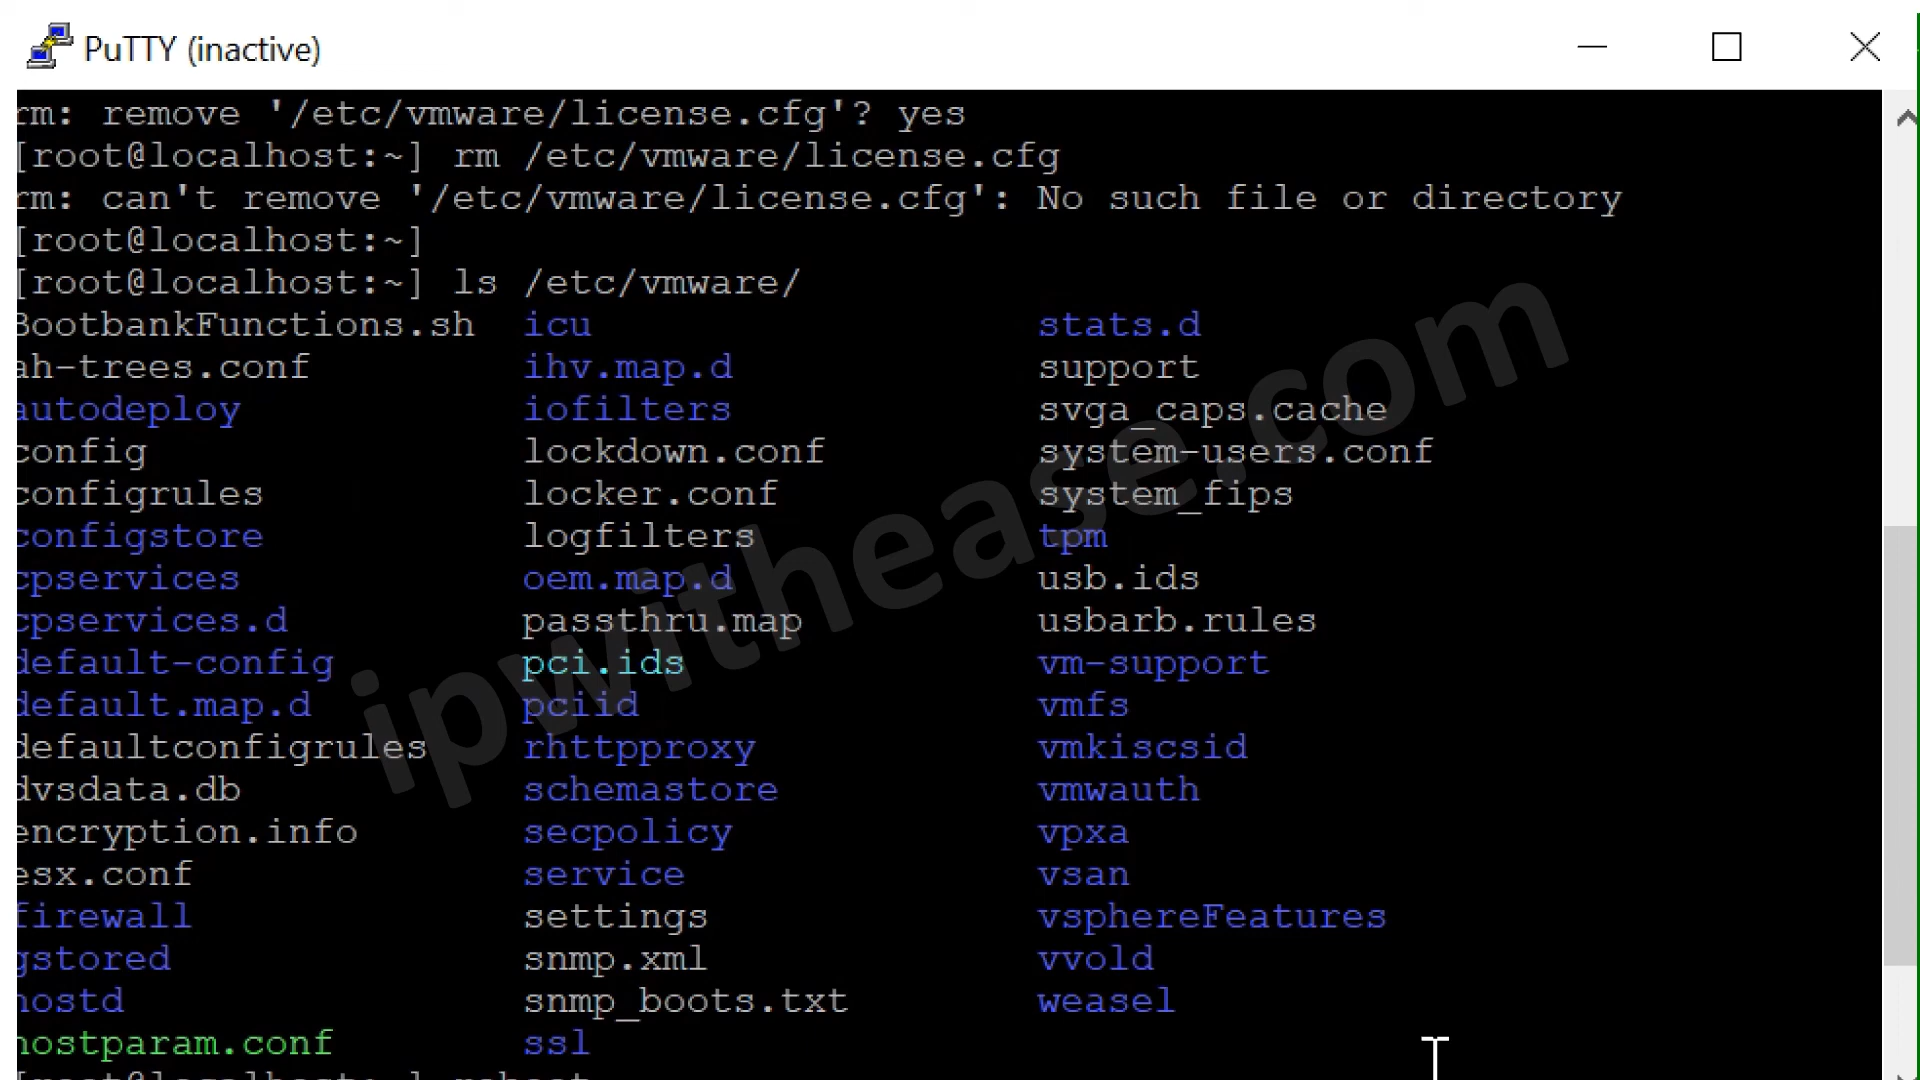 PuTTY (inactive)
rm: remove '/etc/vmware/license.cfg'? yes
[root@localhost:~] rm /etc/vmware/license.cfg
rm: can't remove '/etc/vmware/license.cfg': No such file or directory
[root@localhost:~]
[root@localhost:~] ls /etc/vmware/
BootbankFunctions.sh icu stats.d
ah-trees.conf ihv.map.d support
autodeploy iofilters svga_caps.cache
config lockdown.conf system-users.conf
configrules locker.conf system_fips
configstore logfilters tpm
cpservices oem.map.d usb.ids
cpservices.d passthru.map usbarb.rules
default-config pci.ids vm-support
default.map.d pciid vmfs
defaultconfigrules rhttpproxy vmkiscsid
dvsdata.db schemastore vmwauth
encryption.info secpolicy vpxa
esx.conf service vsan
firewall settings vsphereFeatures
gstored snmp.xml vvold
hostd snmp_boots.txt weasel
hostparam.conf ssl
[root@localhost:~] reboot
ipwithease.com